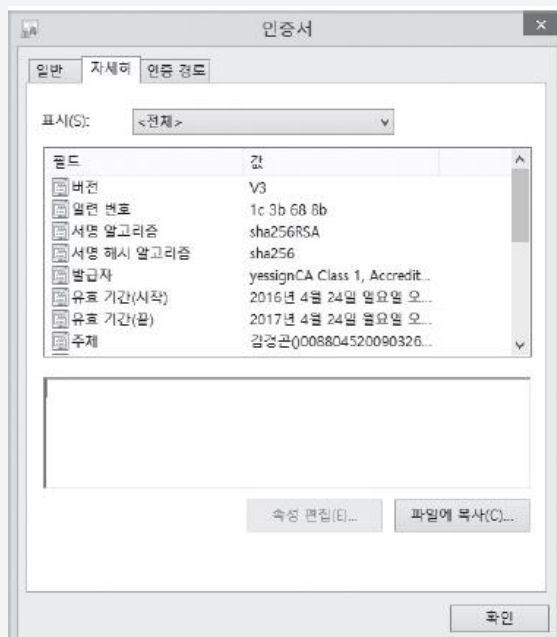 인증서
일반 자세히 인증 경로
표시(S): <전체>
필드 값
버전 V3
일련 번호 1c 3b 68 8b
서명 알고리즘 sha256RSA
서명 해시 알고리즘 sha256
발급자 yessignCA Class 1, Accredit...
유효 기간(시작) 2016년 4월 24일 일요일 오...
유효 기간(끝) 2017년 4월 24일 월요일 오...
주체 김경곤()008804520090326...
속성 편집(E)...
파일에 복사(C)...
확인